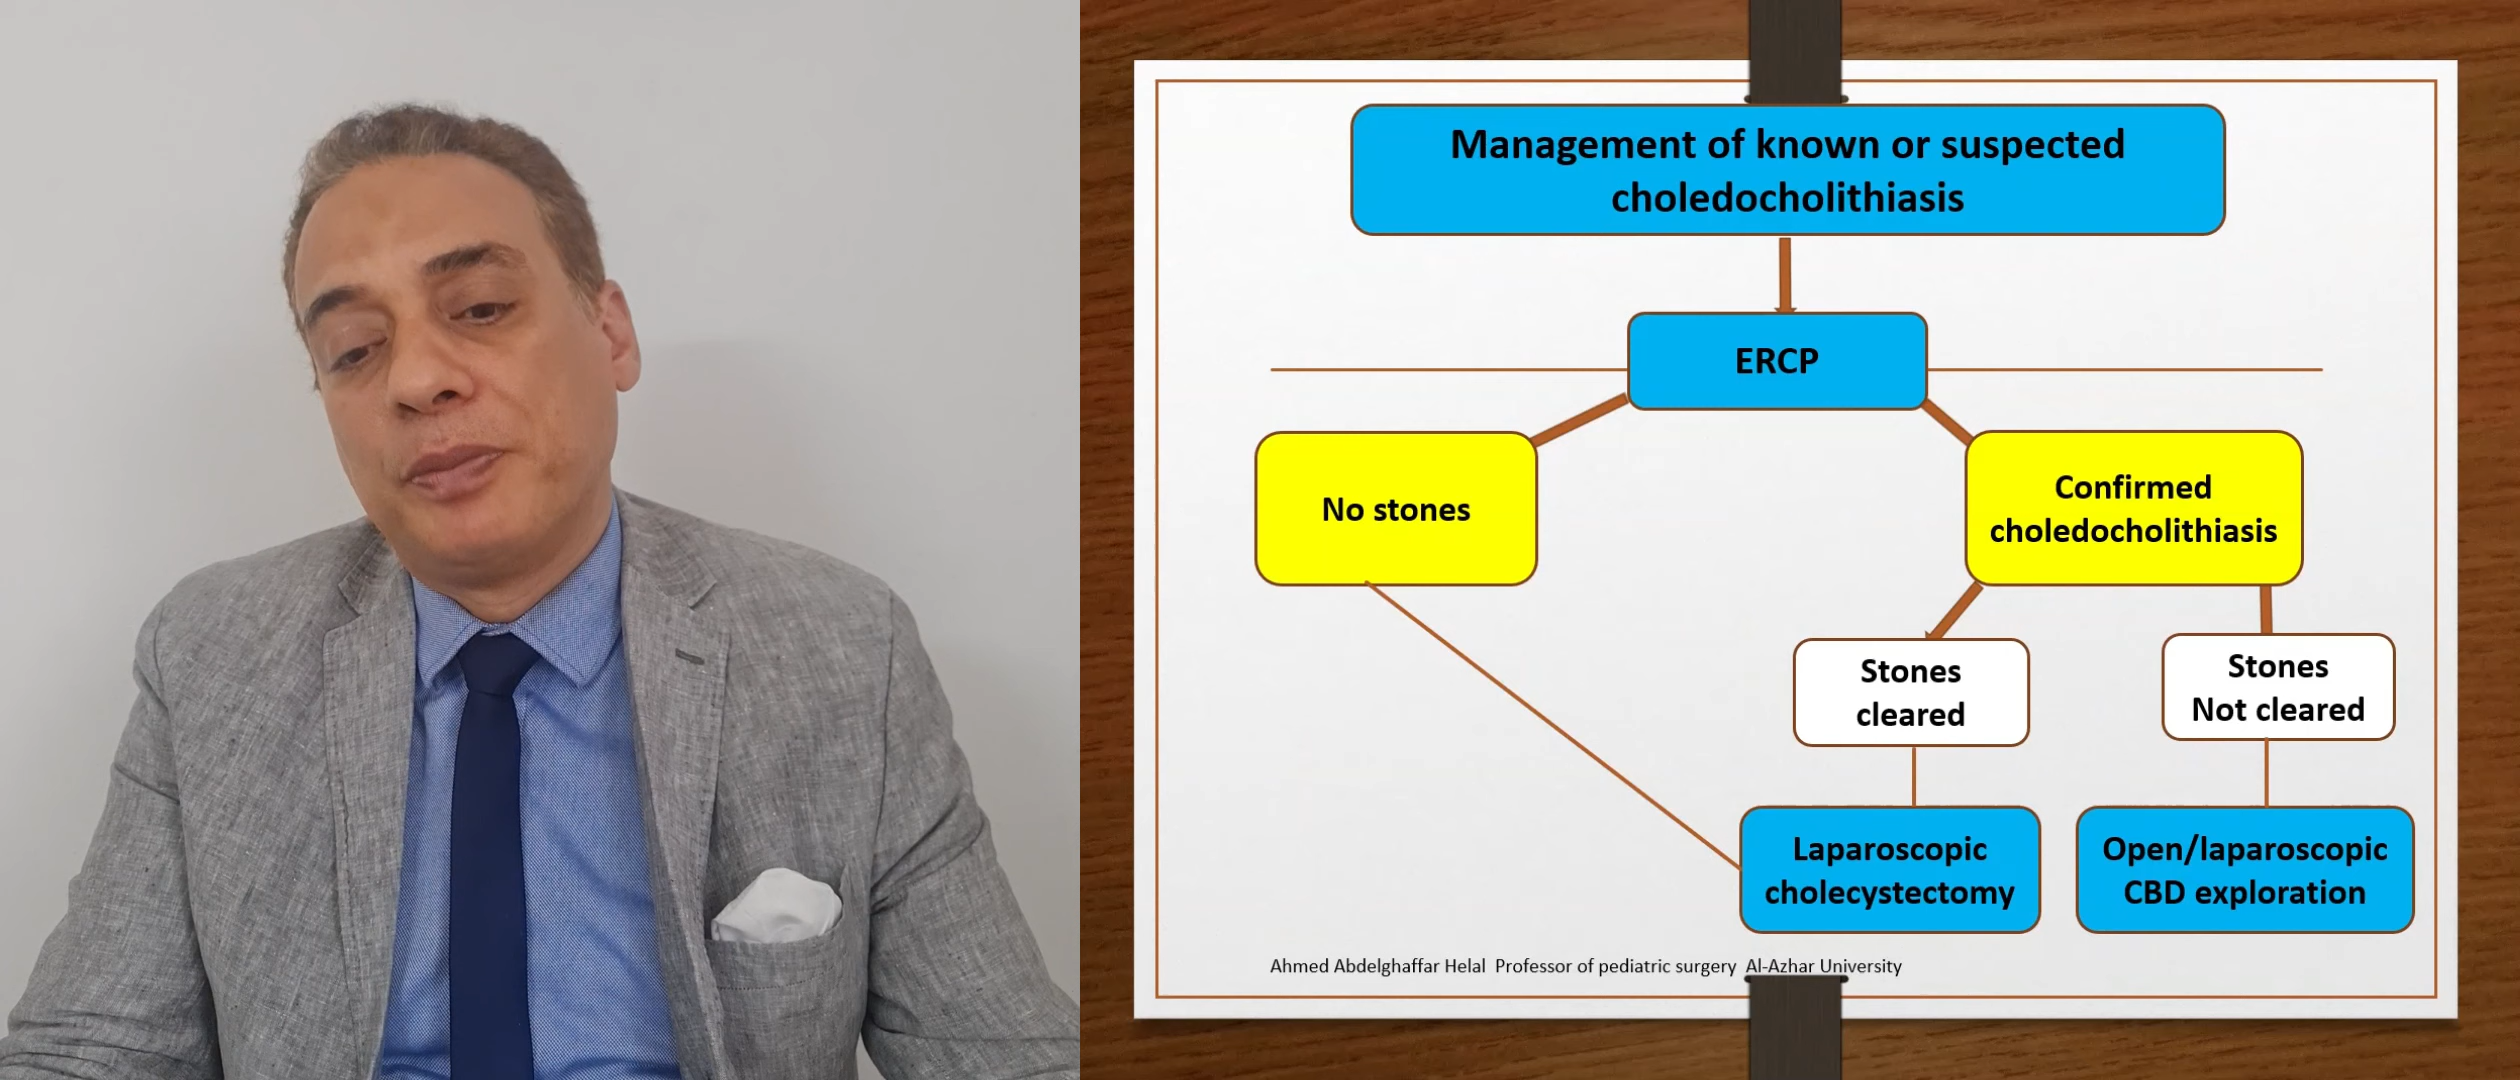 Management of known or suspected
choledocholithiasis
ERCP
No stones
Confirmed
choledocholithiasis
Stones
cleared
Stones
Not cleared
Laparoscopic
cholecystectomy
Open/laparoscopic
CBD exploration
Ahmed Abdelghaffar Helal  Professor of pediatric surgery  Al-Azhar University